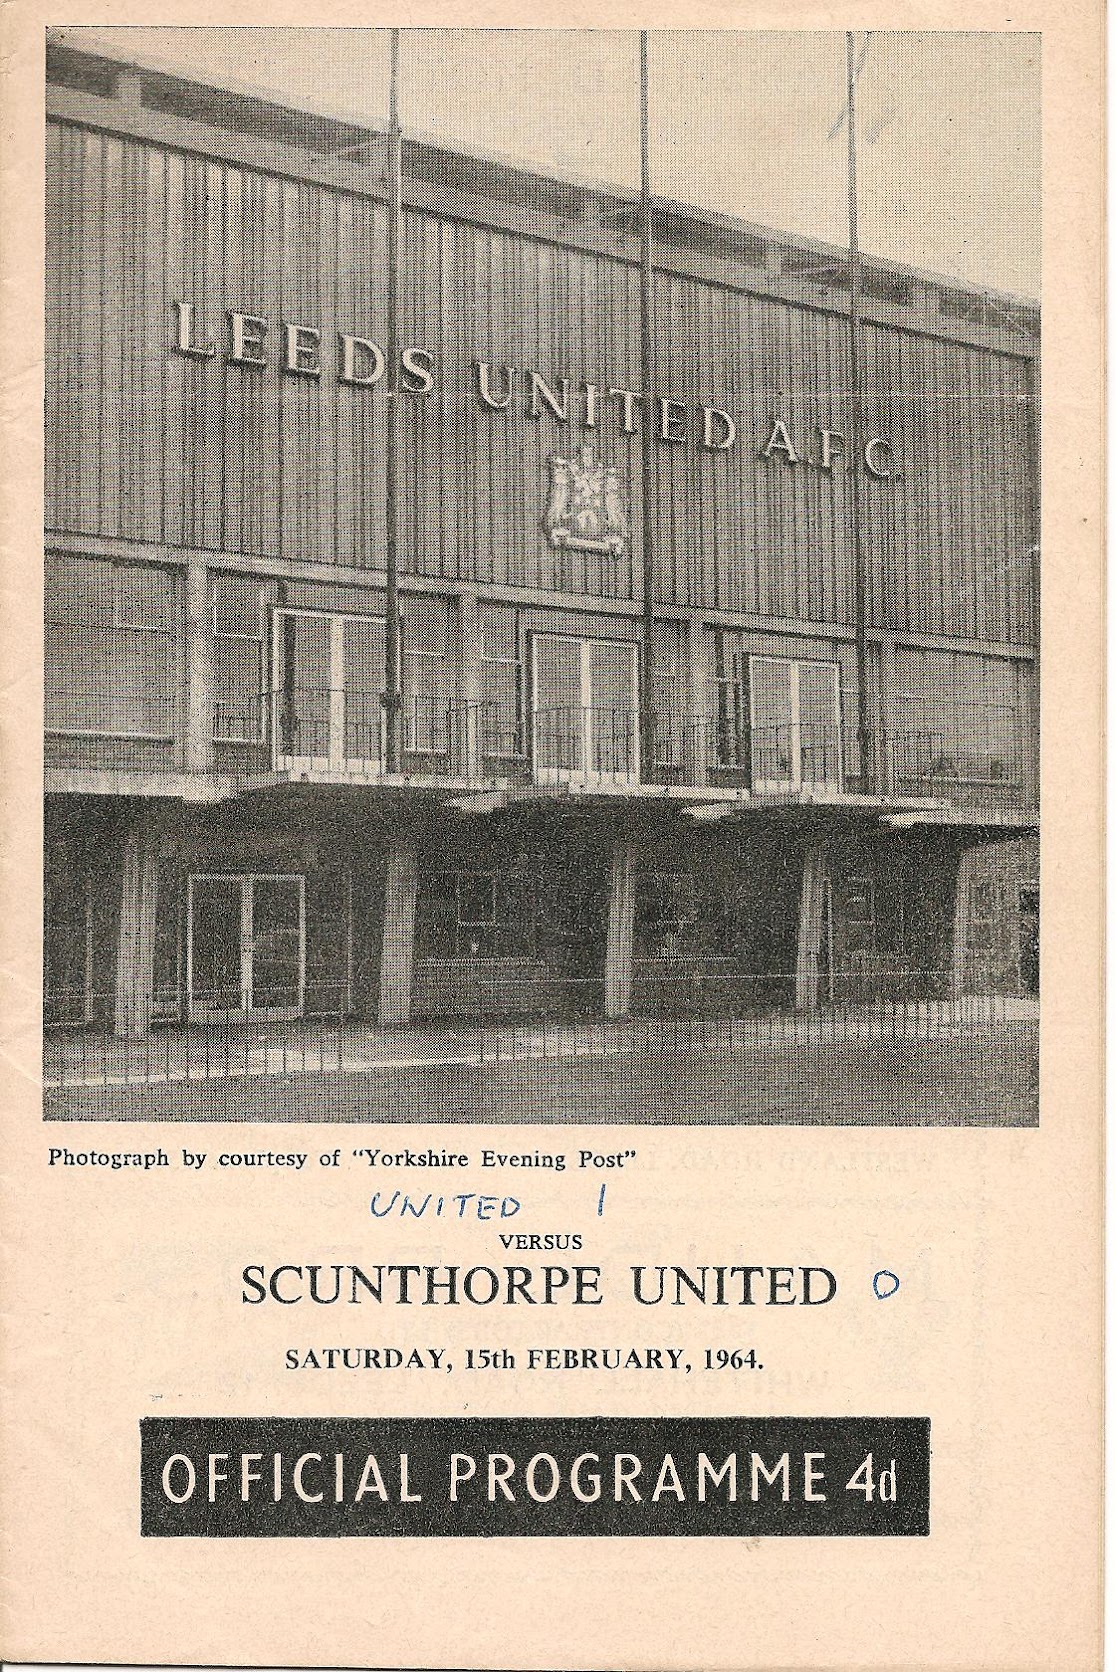 LEEDS UNITED A.F.C.
Photograph by courtesy of "Yorkshire Evening Post"
UNITED 1
VERSUS
SCUNTHORPE UNITED 0
SATURDAY, 15th FEBRUARY, 1964.
OFFICIAL PROGRAMME 4d